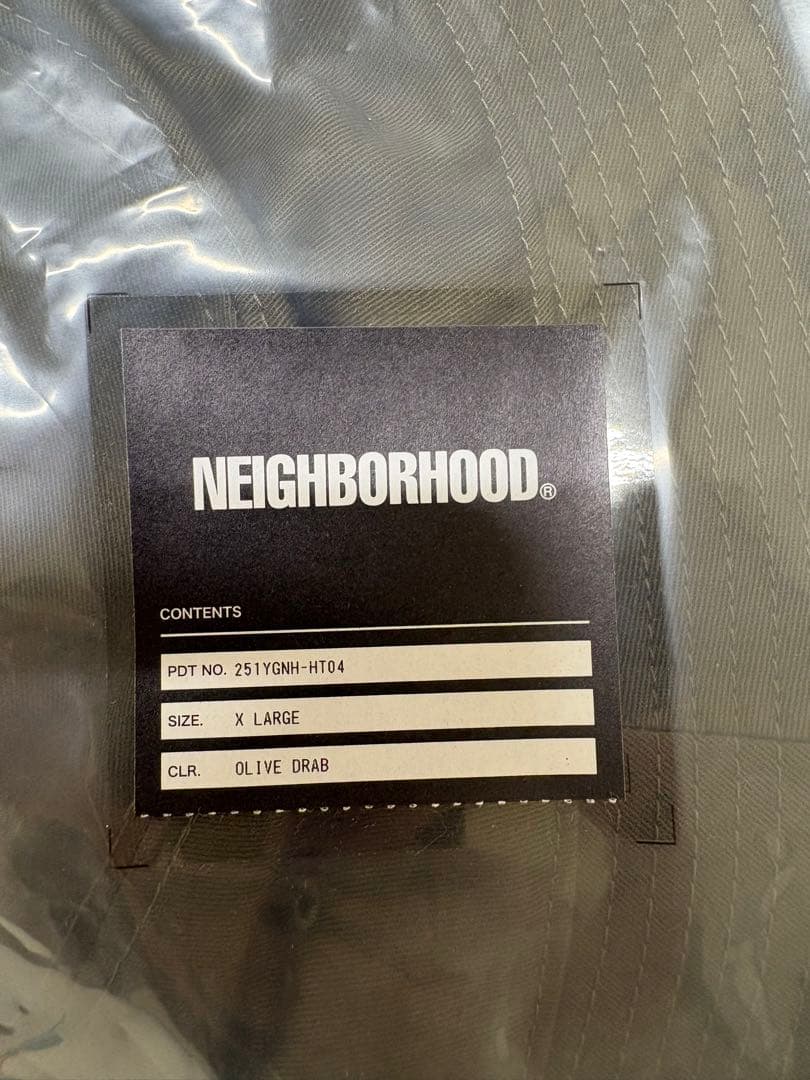 NEIGHBORHOOD®
CONTENTS
PDT NO. 251YGNH-HT04
SIZE. X LARGE
CLR. OLIVE DRAB